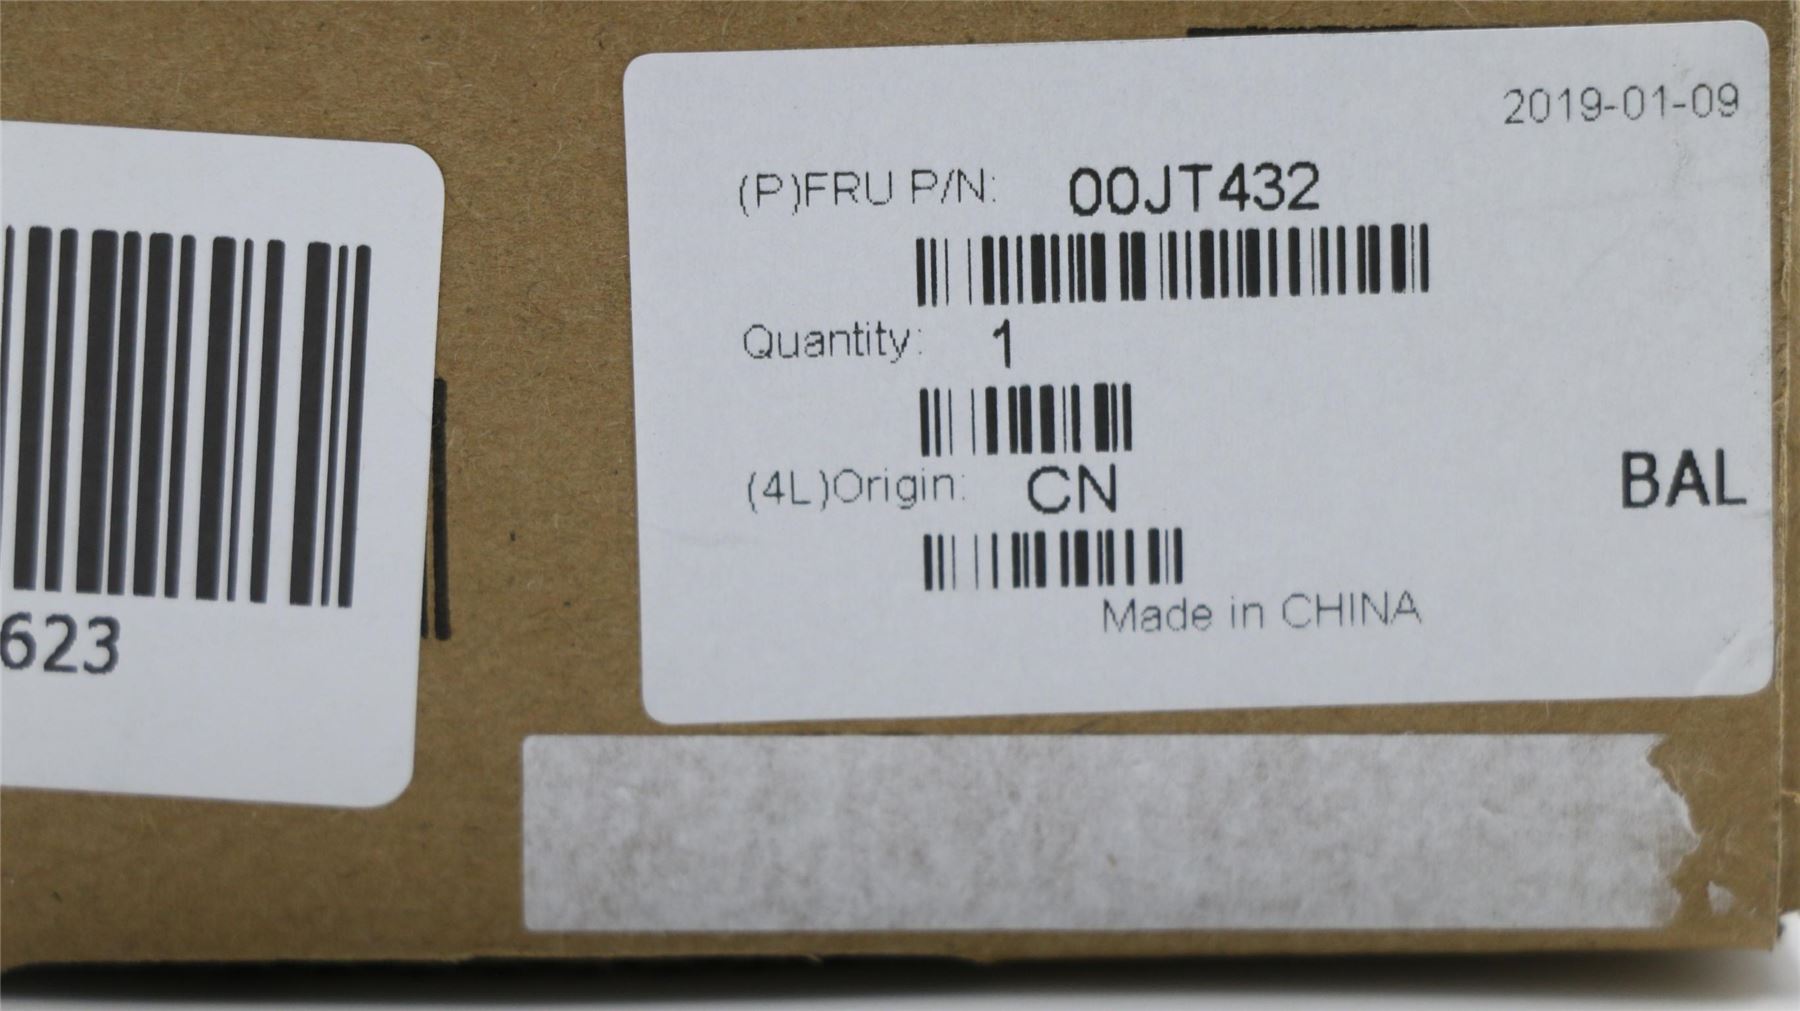 2019-01-09
(P)FRU P/N: 00JT432
Quantity: 1
(4L)Origin: CN
BAL
Made in CHINA
623